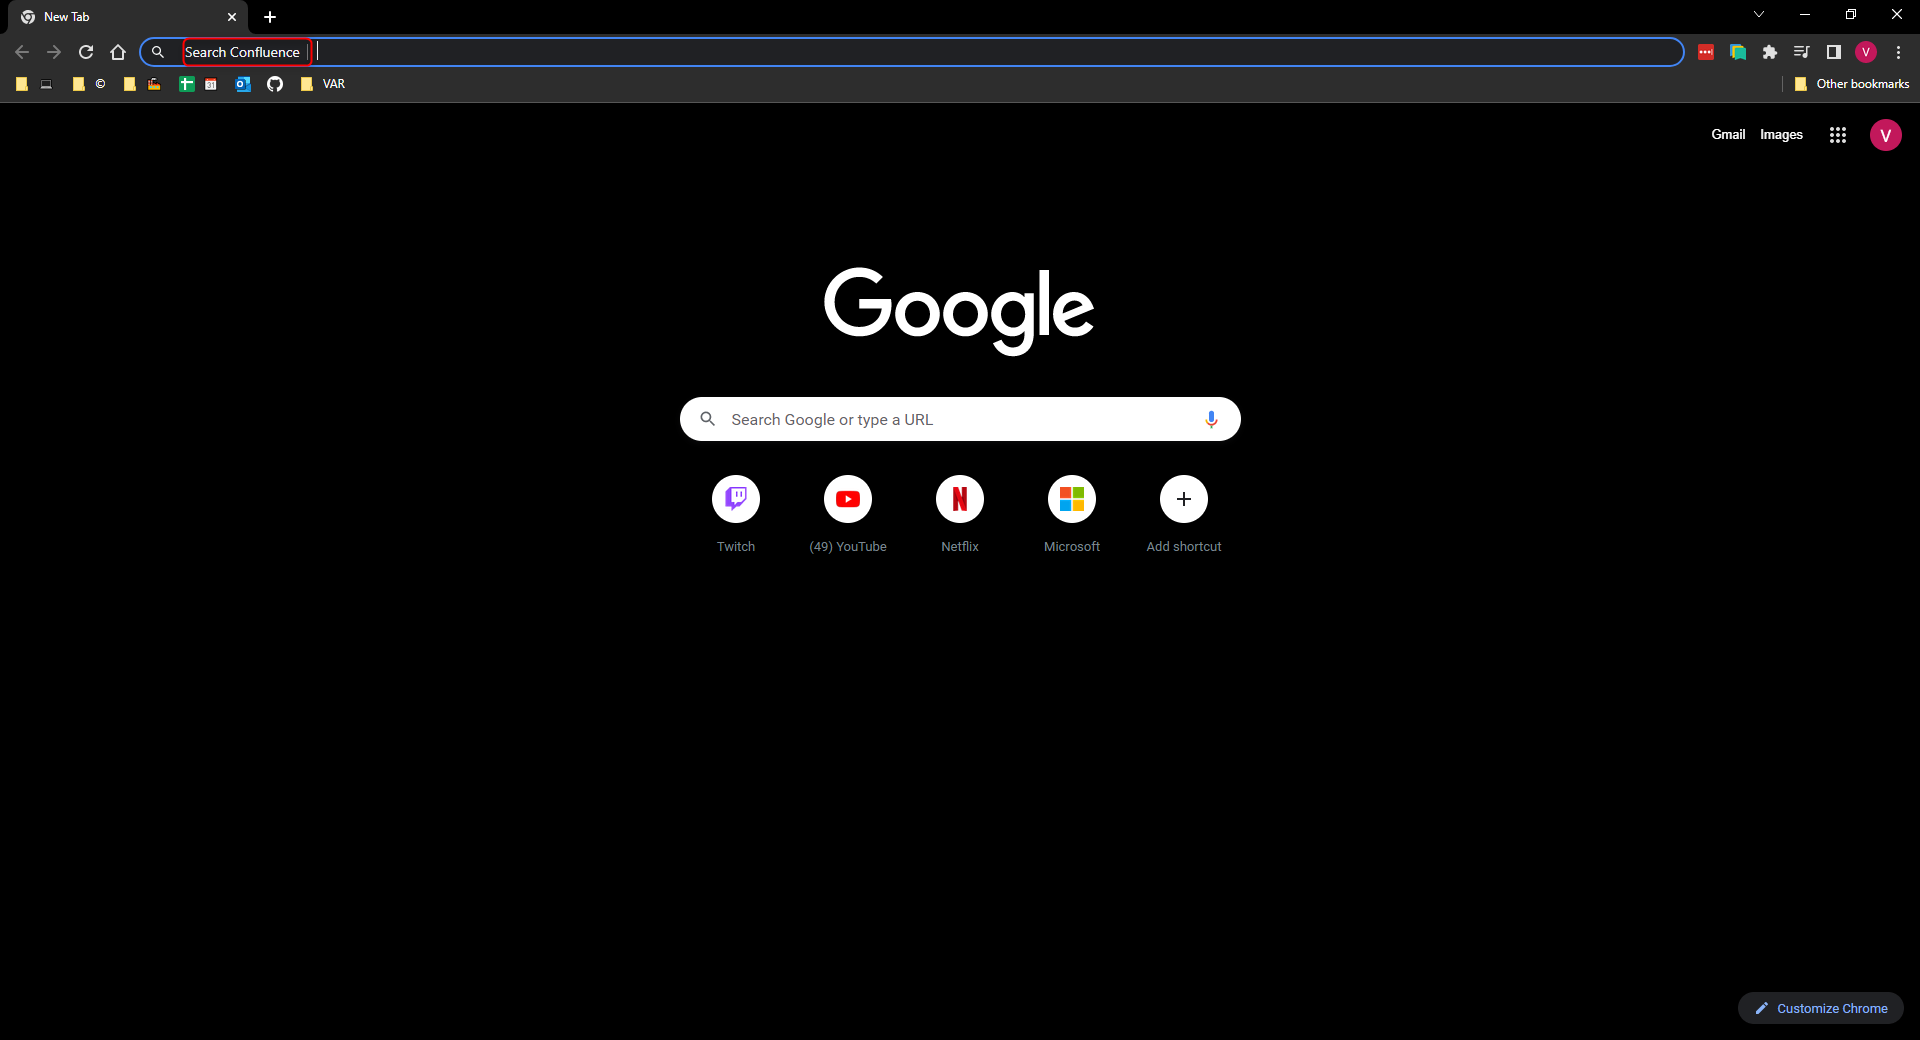 New Tab
Search Confluence
V
©
31
VAR
Other bookmarks
Gmail
Images
V
Google
Search Google or type a URL
Twitch
(49) YouTube
Netflix
Microsoft
Add shortcut
Customize Chrome